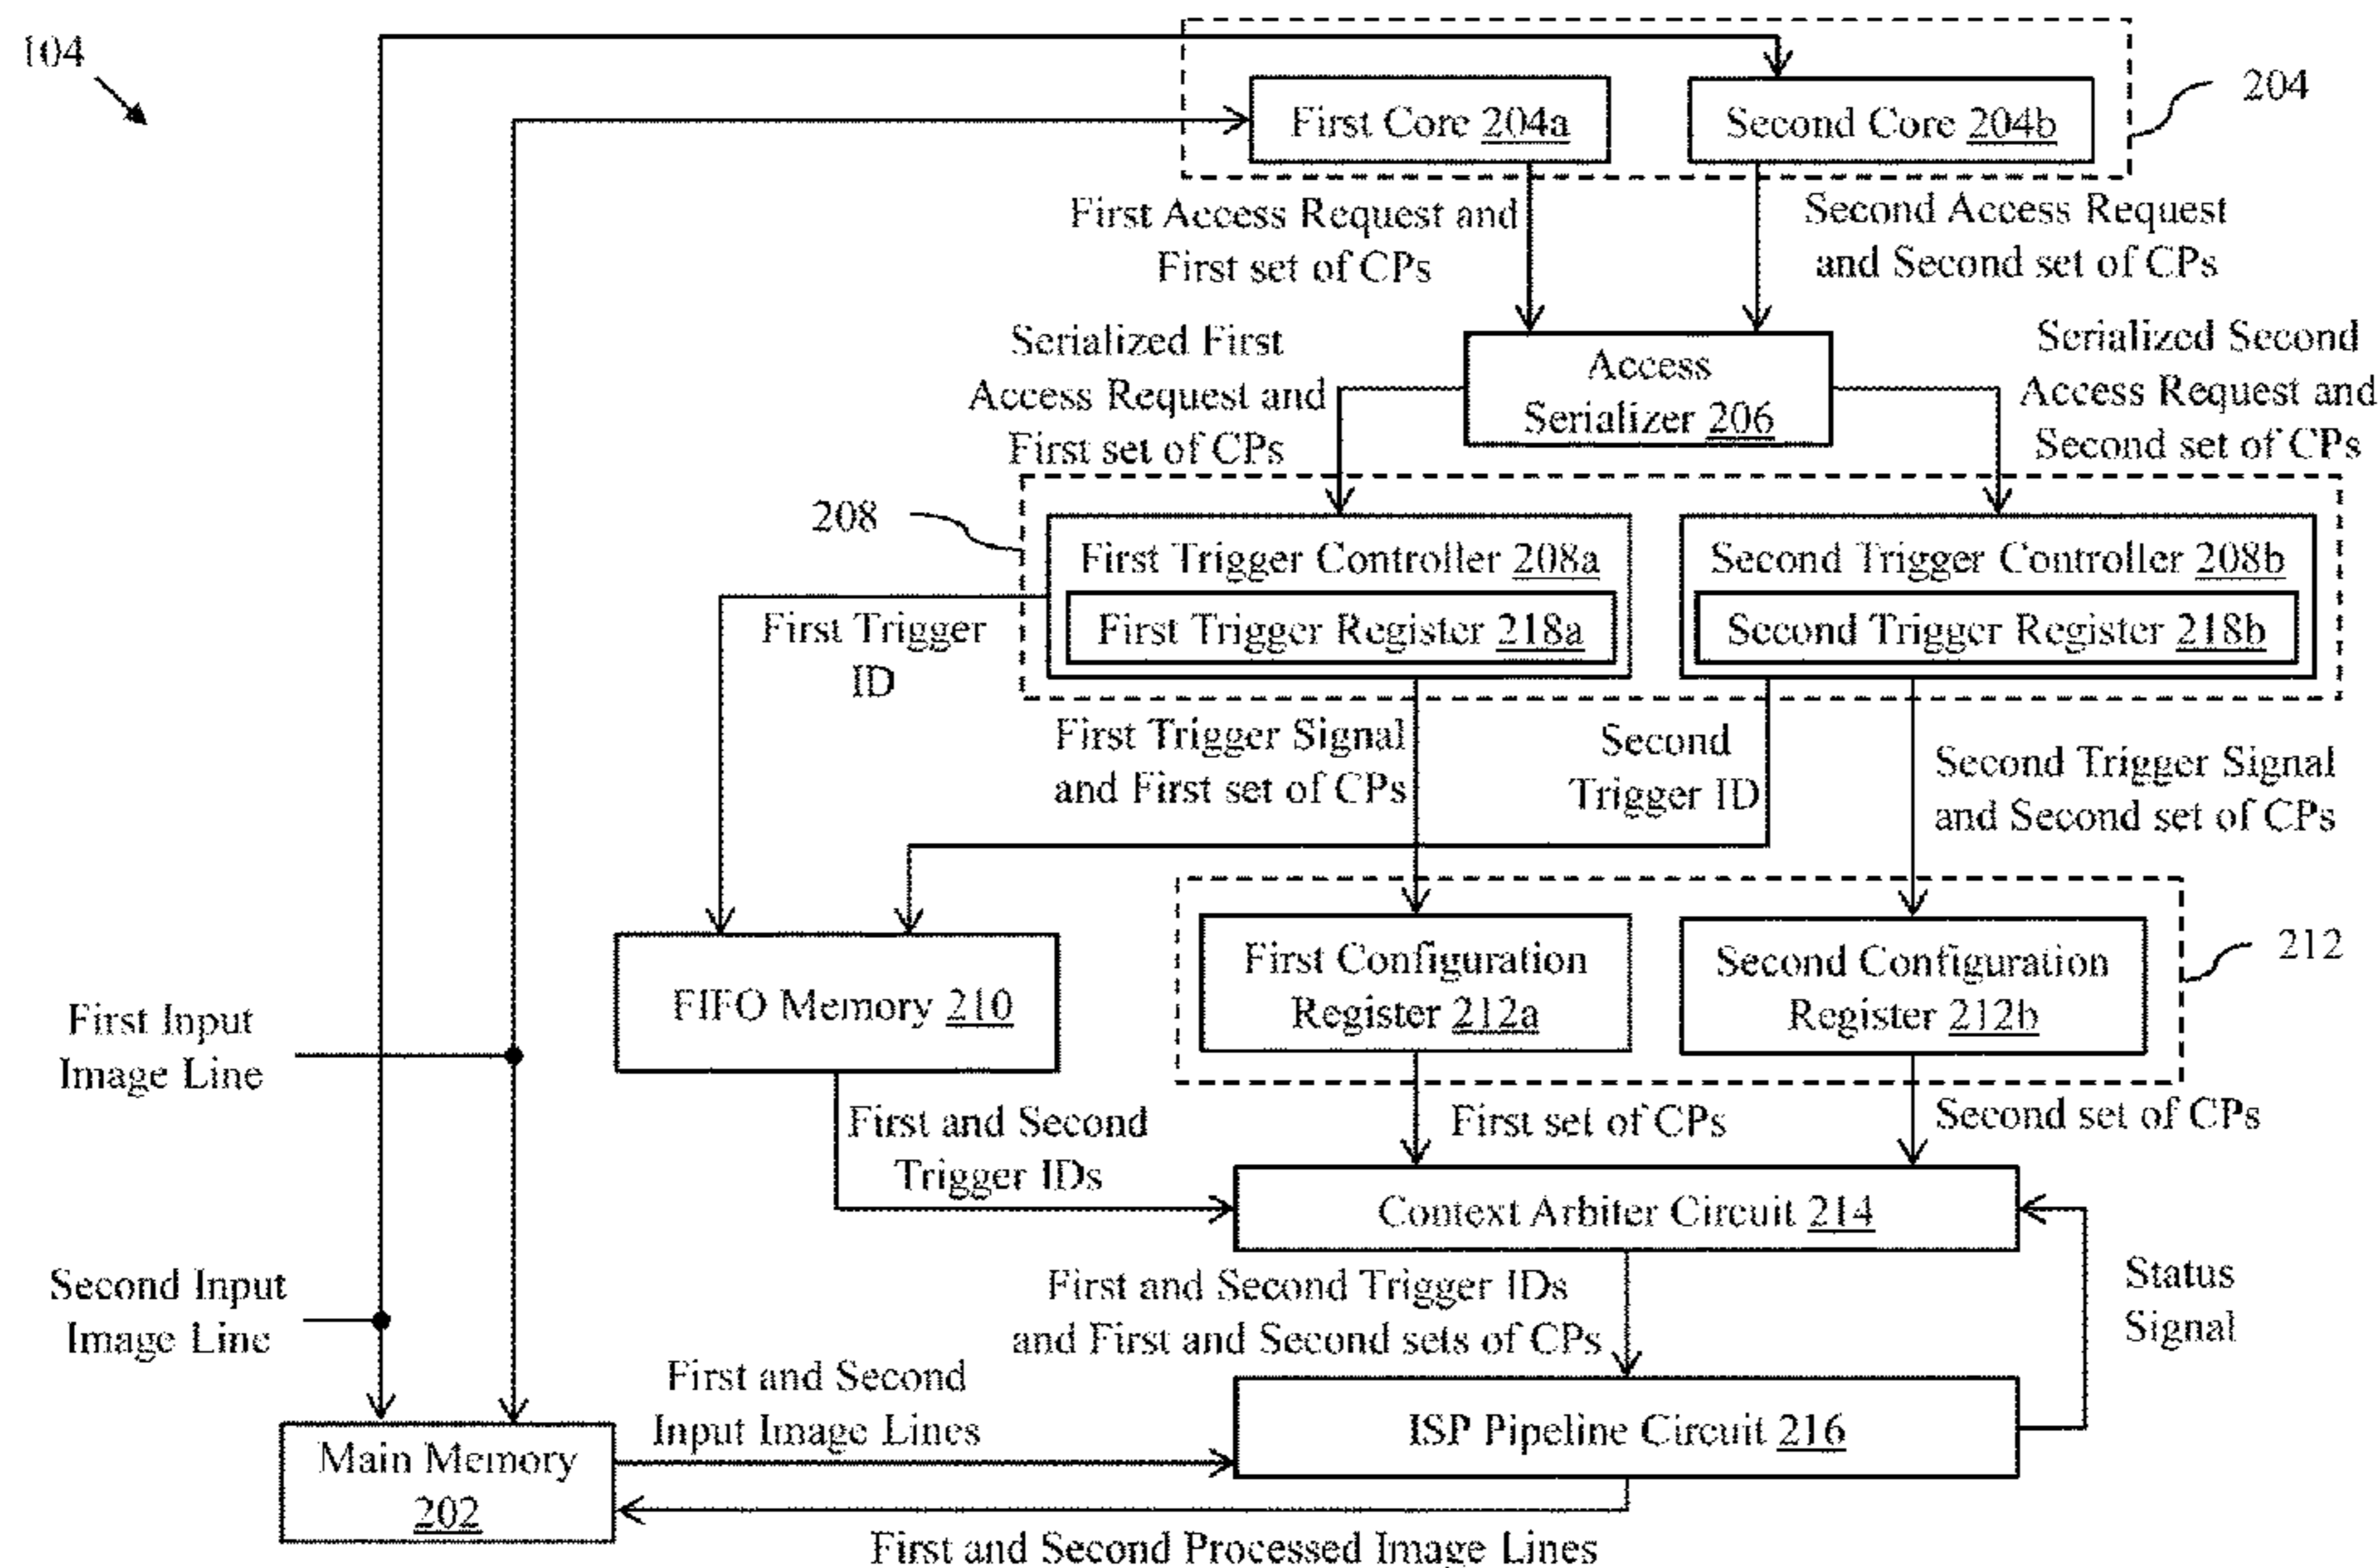 104
204
First Core 204a
Second Core 204b
First Access Request and
First set of CPs
Second Access Request
and Second set of CPs
Serialized First
Access Request and
First set of CPs
Access
Serializer 206
Serialized Second
Access Request and
Second set of CPs
208
First Trigger Controller 208a
First Trigger Register 218a
Second Trigger Controller 208b
Second Trigger Register 218b
First Trigger
ID
First Trigger Signal
and First set of CPs
Second
Trigger ID
Second Trigger Signal
and Second set of CPs
FIFO Memory 210
First Configuration
Register 212a
Second Configuration
Register 212b
212
First Input
Image Line
First and Second
Trigger IDs
First set of CPs
Second set of CPs
Context Arbiter Circuit 214
Second Input
Image Line
First and Second Trigger IDs
and First and Second sets of CPs
Status
Signal
First and Second
Input Image Lines
ISP Pipeline Circuit 216
Main Memory
202
First and Second Processed Image Lines